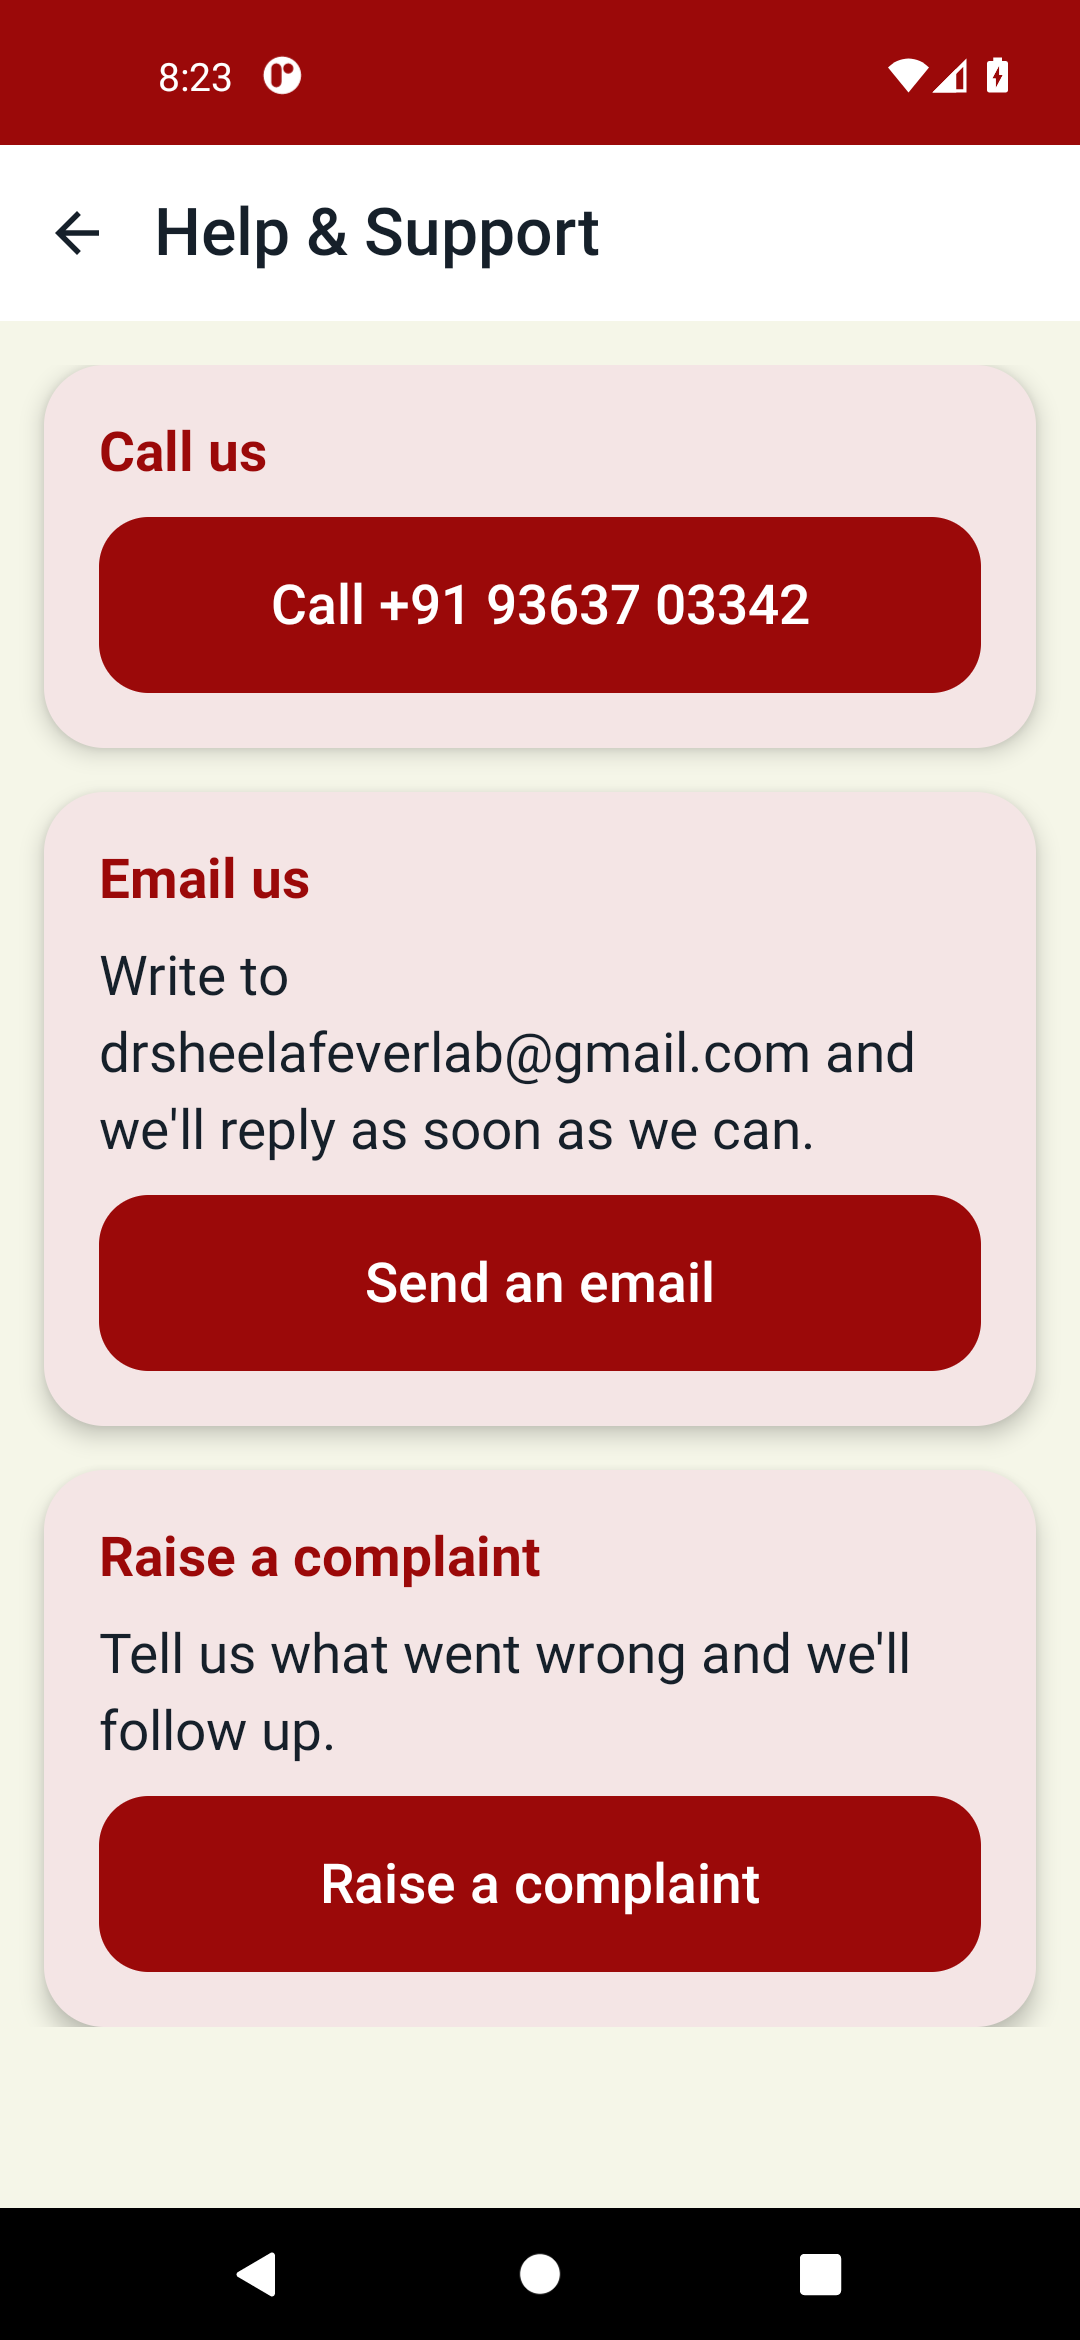 8:23
Help & Support
Call us
Call +91 93637 03342
Email us
Write to
drsheelafeverlab@gmail.com and
we'll reply as soon as we can.
Send an email
Raise a complaint
Tell us what went wrong and we'll
follow up.
Raise a complaint